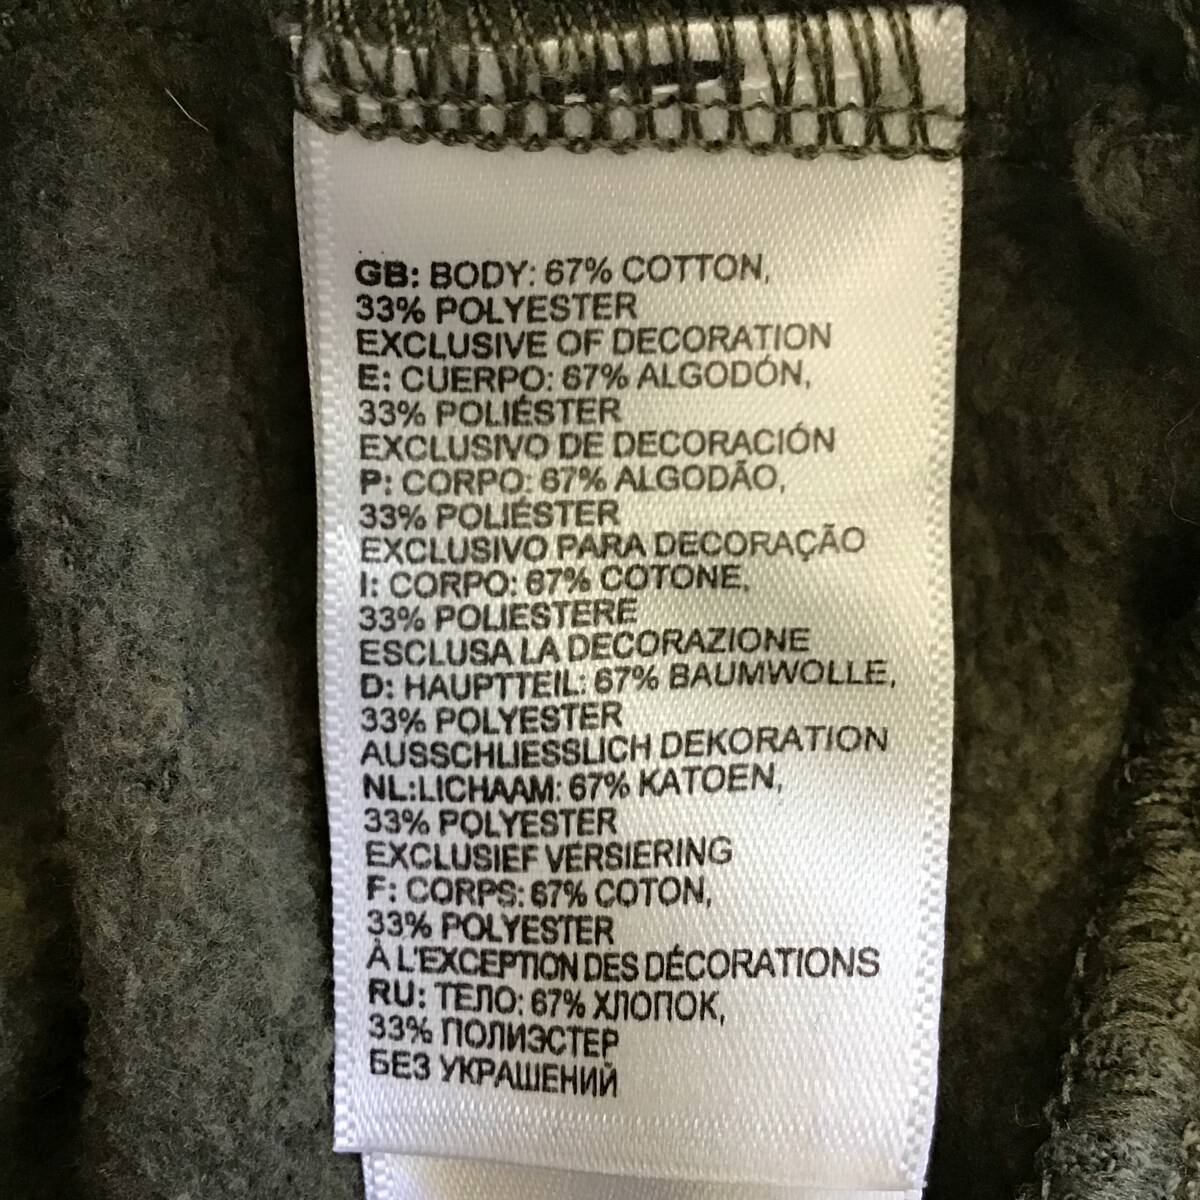 GB: BODY: 67% COTTON,
33% POLYESTER
EXCLUSIVE OF DECORATION
E: CUERPO: 67% ALGODÓN,
33% POLIÉSTER
EXCLUSIVO DE DECORACIÓN
P: CORPO: 67% ALGODÃO,
33% POLIÉSTER
EXCLUSIVO PARA DECORAÇÃO
I: CORPO: 67% COTONE,
33% POLIESTERE
ESCLUSA LA DECORAZIONE
D: HAUPTTEIL: 67% BAUMWOLLE,
33% POLYESTER
AUSSCHLIESSLICH DEKORATION
NL:LICHAAM: 67% KATOEN,
33% POLYESTER
EXCLUSIEF VERSIERING
F: CORPS: 67% COTON,
33% POLYESTER
À L'EXCEPTION DES DÉCORATIONS
RU: ТЕЛО: 67% ХЛОПОК,
33% ПОЛИЭСТЕР
БЕЗ УКРАШЕНИЙ